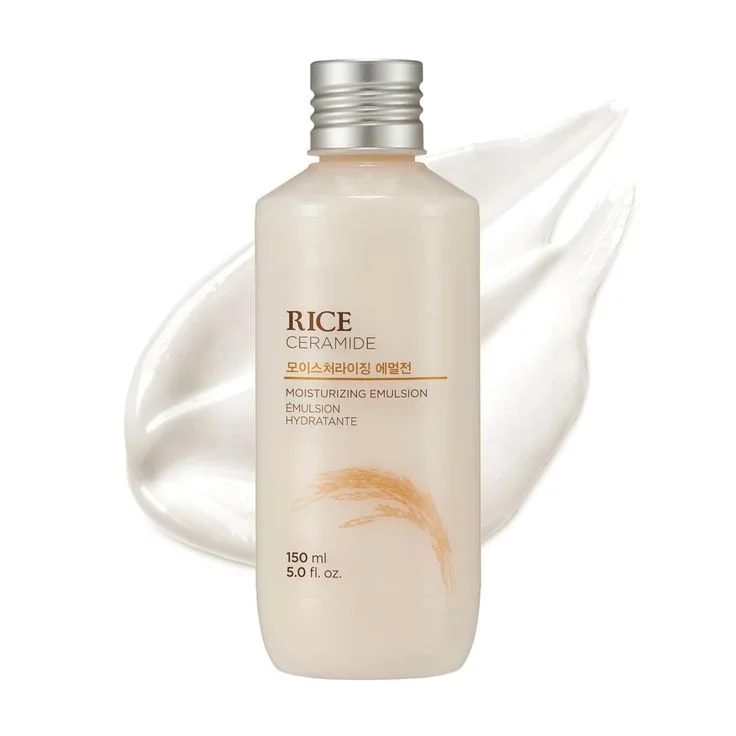 RICE
CERAMIDE
모이스처라이징 에멀전
MOISTURIZING EMULSION
ÉMULSION
HYDRATANTE
150 ml
5.0 fl. oz.